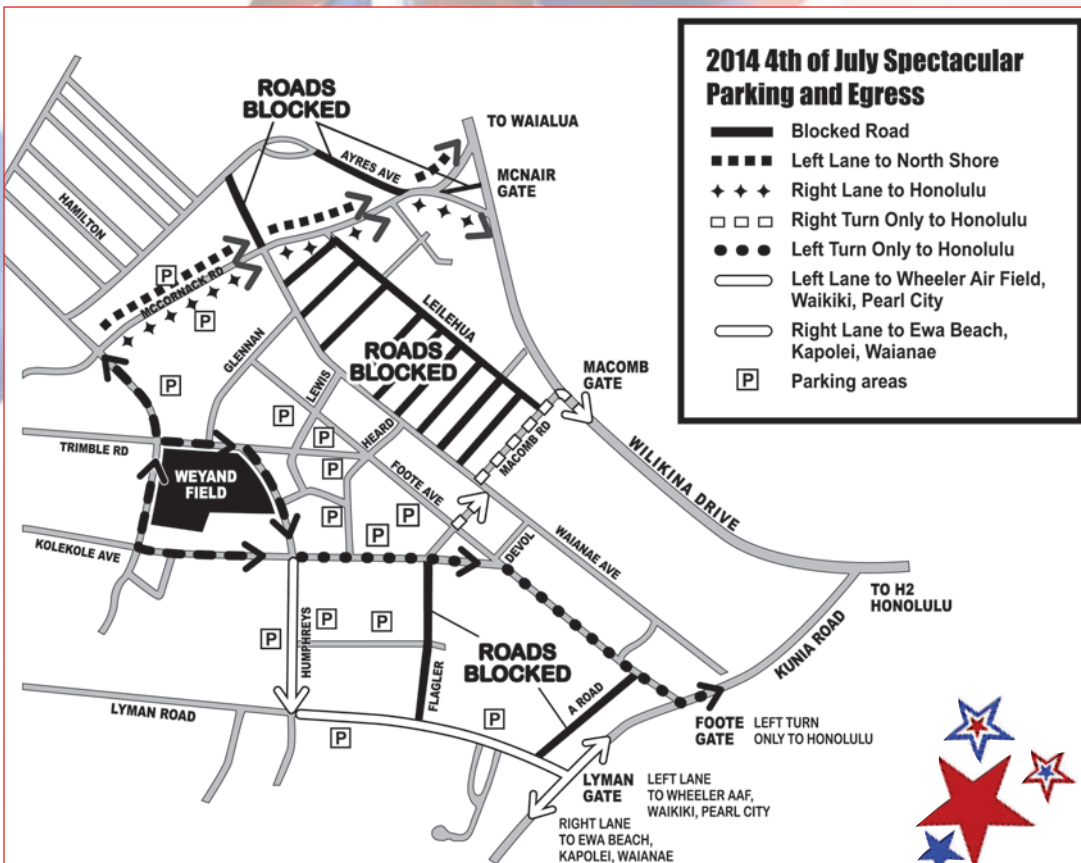 2014 4th of July Spectacular
Parking and Egress
Blocked Road
Left Lane to North Shore
Right Lane to Honolulu
Right Turn Only to Honolulu
Left Turn Only to Honolulu
Left Lane to Wheeler Air Field,
Waikiki, Pearl City
Right Lane to Ewa Beach,
Kapolei, Waianae
P Parking areas
ROADS
BLOCKED
TO WAIALUA
AYRES AVE
MCNAIR
GATE
HAMILTON
P
MCCORNACK RD
P
LEILEHUA
ROADS
BLOCKED
GLENNAN
P
LEWIS
MACOMB
GATE
P
HEARD
P
MACOMB RD
TRIMBLE RD
WEYAND
FIELD
P
FOOTE AVE
WILIKINA DRIVE
P
P
P
KOLEKOLE AVE
DEVOL
WAIANAE AVE
TO H2
HONOLULU
P
P
P
HUMPHREYS
FLAGLER
ROADS
BLOCKED
KUNIA ROAD
LYMAN ROAD
P
P
A ROAD
FOOTE
GATE
LEFT TURN
ONLY TO HONOLULU
LYMAN
GATE
LEFT LANE
TO WHEELER AAF,
WAIKIKI, PEARL CITY
RIGHT LANE
TO EWA BEACH,
KAPOLEI, WAIANAE